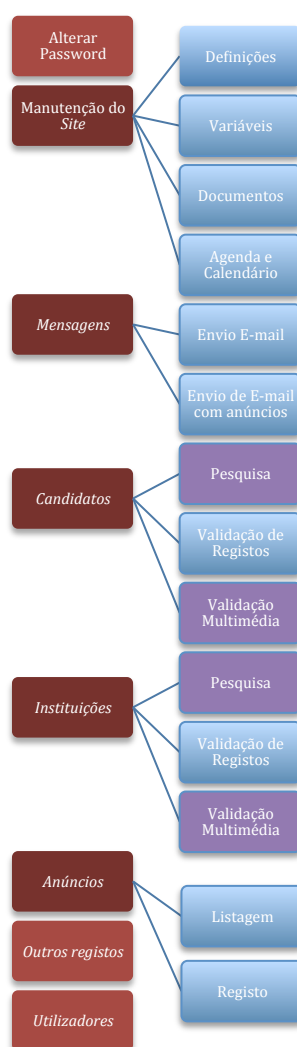 Alterar
Password
Manutenção do
Site
Definições
Variáveis
Documentos
Agenda e
Calendário
Mensagens
Envio E-mail
Envio de E-mail
com anúncios
Candidatos
Pesquisa
Validação de
Registos
Validação
Multimédia
Instituições
Pesquisa
Validação de
Registos
Validação
Multimédia
Anúncios
Listagem
Registo
Outros registos
Utilizadores